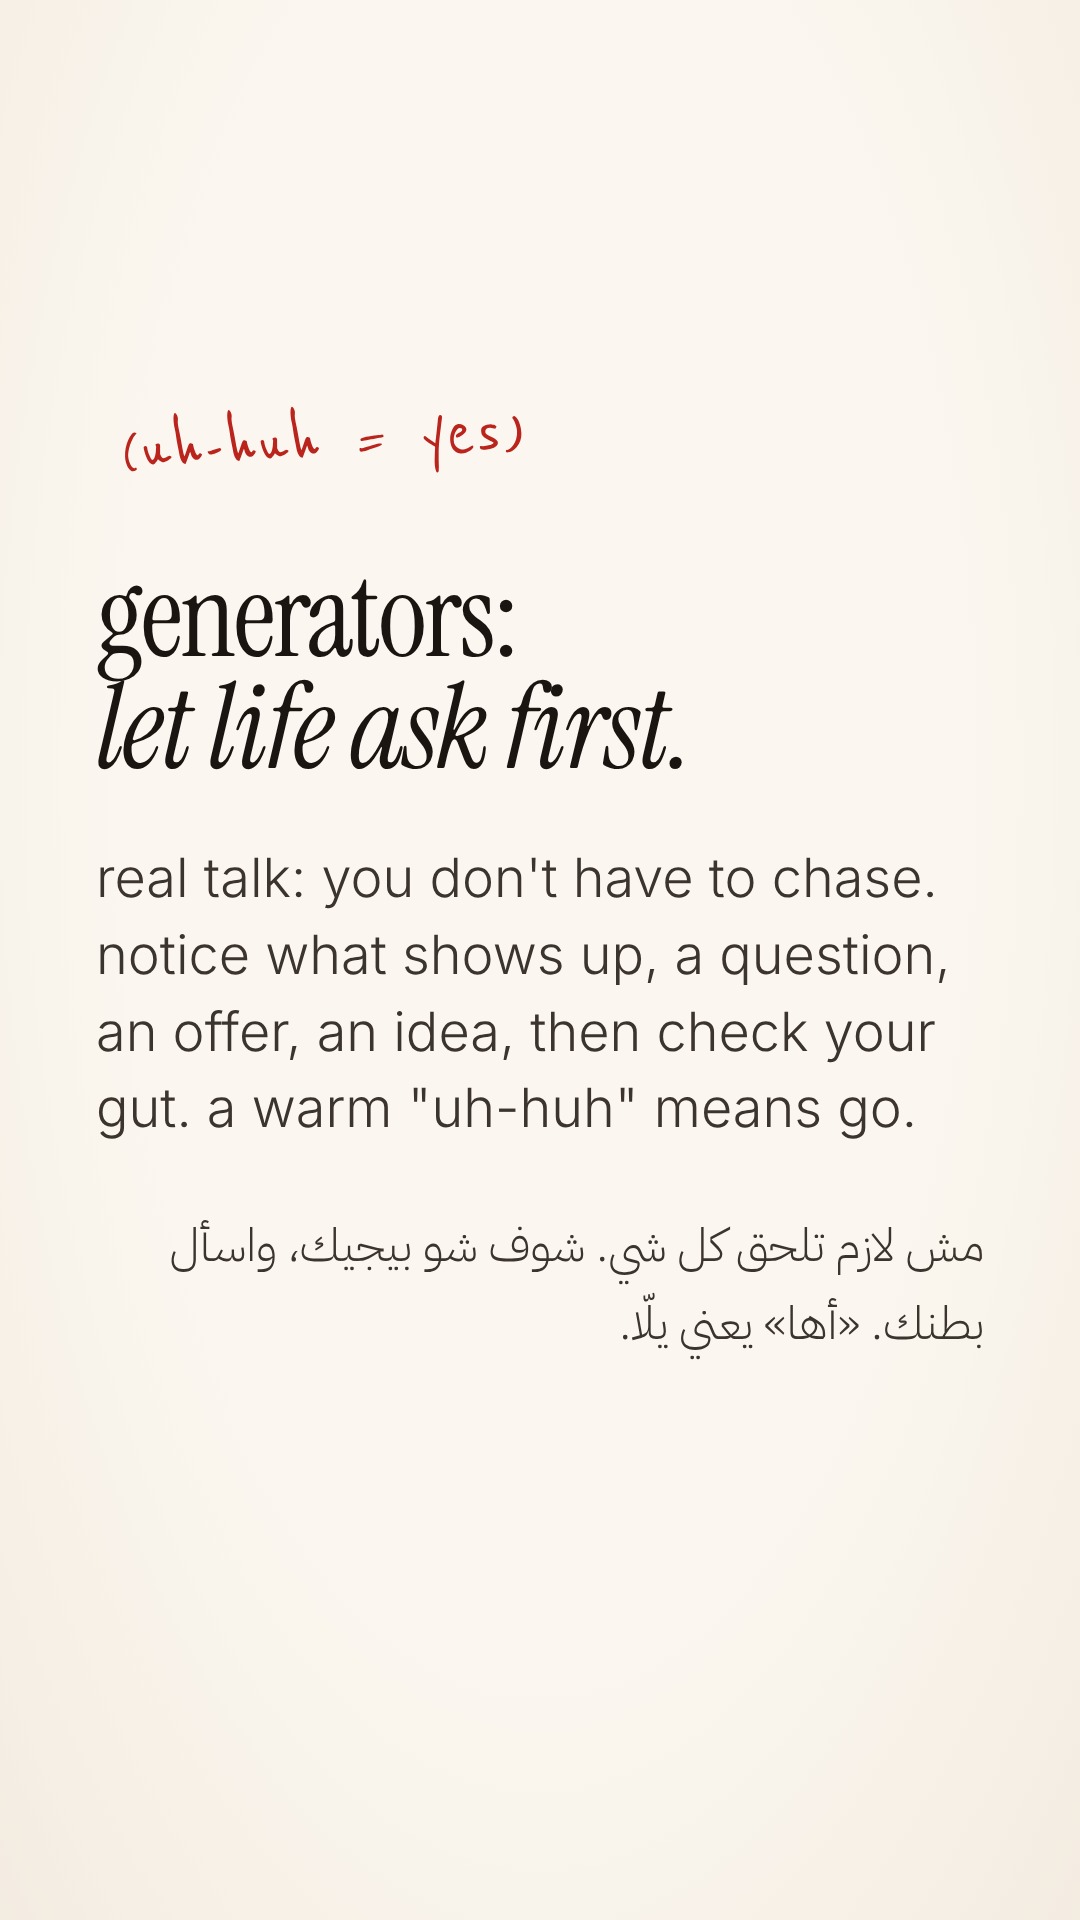 (uh-huh = yes)
generators:
let life ask first.
real talk: you don't have to chase.
notice what shows up, a question,
an offer, an idea, then check your
gut. a warm "uh-huh" means go.
مش لازم تلحق كل شي. شوف شو بيجيك، واسأل
بطنك. «أها» يعني يلّا.